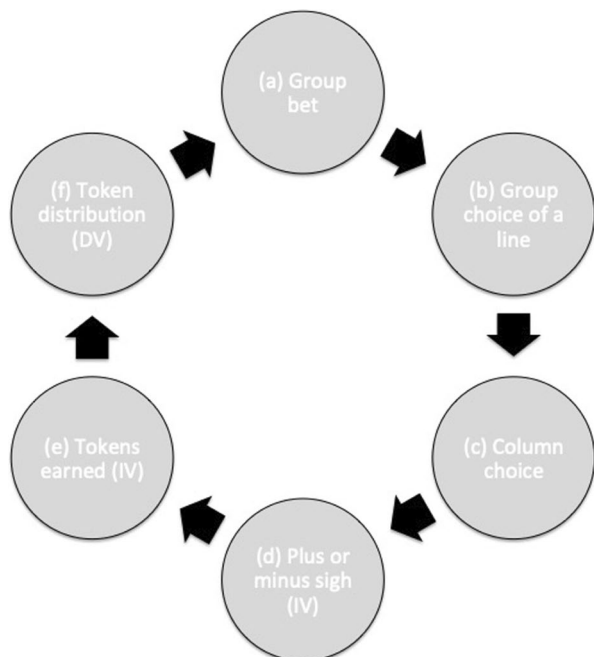 (a) Group
bet
(b) Group
choice of a
line
(c) Column
choice
(d) Plus or
minus sigh
(IV)
(e) Tokens
earned (IV)
(f) Token
distribution
(DV)